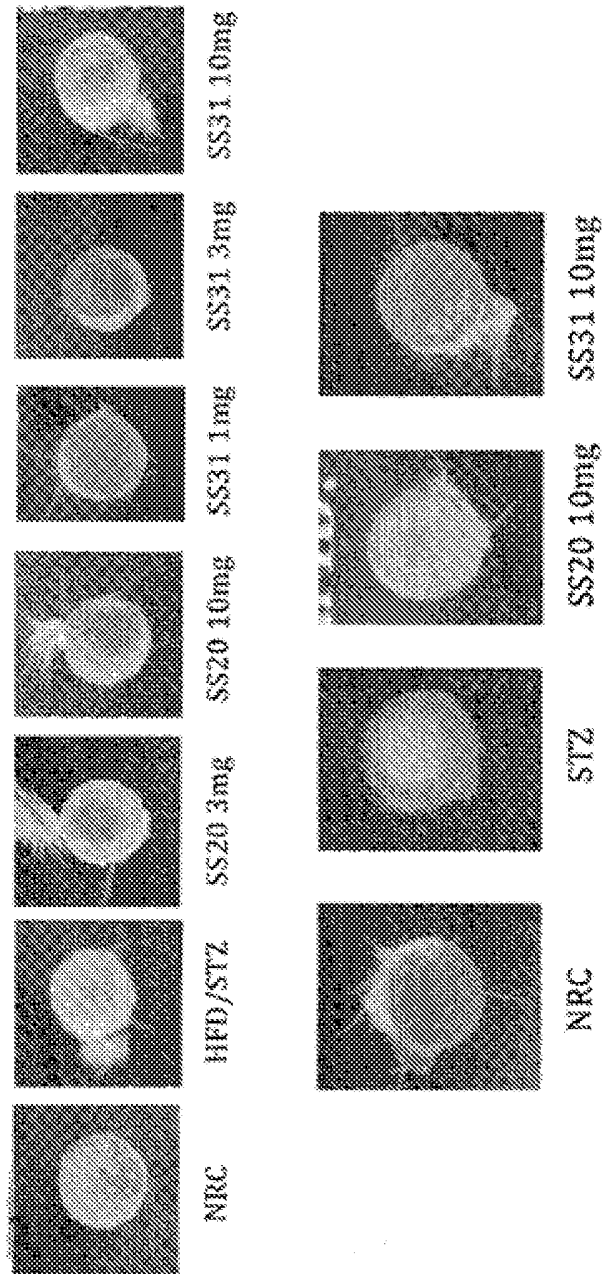 NRC
HFD/STZ
SS20 3mg
SS20 10mg
SS31 1mg
SS31 3mg
SS31 10mg
NRC
STZ
SS20 10mg
SS31 10mg